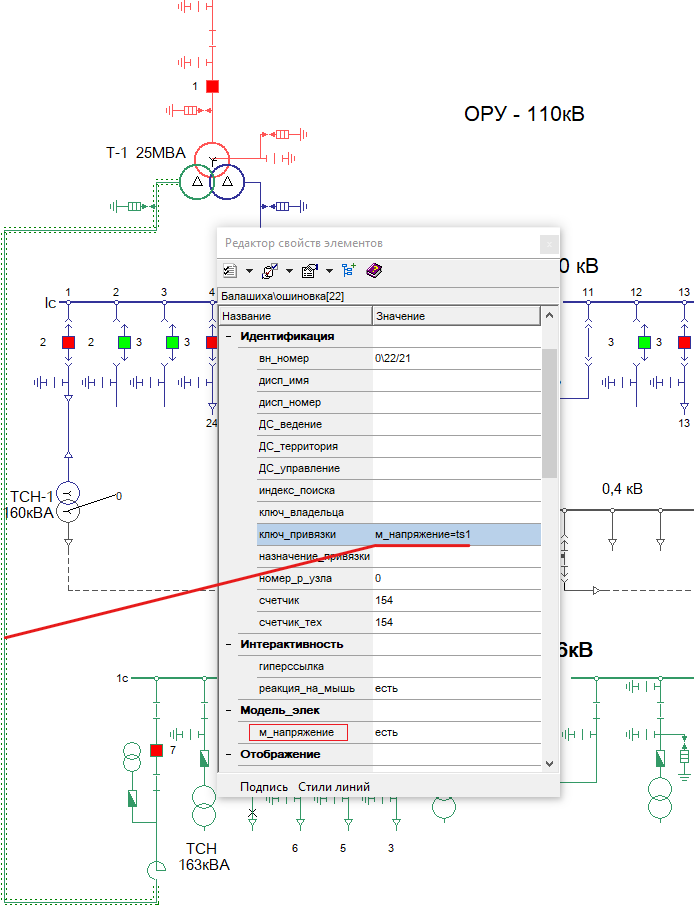 1
ОРУ - 110кВ
Т-1 25МВА
Редактор свойств элементов
x
0 кВ
Балашиха\ошиновка[22]
1 2 3 4 11 12 13
Iс
Название Значение
2 2 3 3 3
Идентификация
вн_номер 0\22/21
дисп_имя
дисп_номер
ДС_ведение
24 13
ДС_территория
ДС_управление
индекс_поиска
0,4 кВ
ТСН-1
160кВА
0
ключ_владельца
ключ_привязки м_напряжение=ts1
назначение_привязки
номер_р_узла 0
счетчик 154
счетчик_тех 154
Интерактивность
6кВ
гиперссылка
1с
реакция_на_мышь есть
Модель_элек
м_напряжение есть
7
Отображение
Подпись Стили линий
ТСН
163кВА
6 5 3